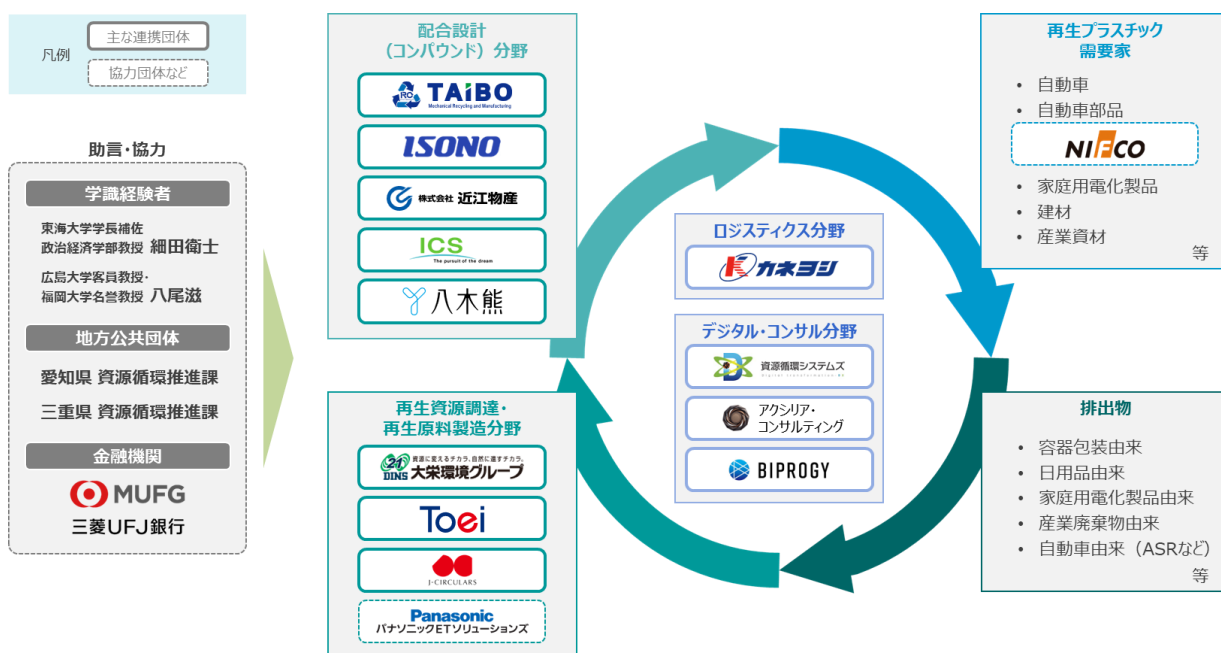 凡例
主な連携団体
協力団体など
助言・協力
学識経験者
東海大学学長補佐
政治経済学部教授 細田衛士
広島大学客員教授・
福岡大学名誉教授 八尾滋
地方公共団体
愛知県 資源循環推進課
三重県 資源循環推進課
金融機関
MUFG
三菱UFJ銀行
配合設計
(コンパウンド) 分野
RC TAiBO
Mechanical Recycling and Manufacturing
ISONO
株式会社 近江物産
ICS
The pursuit of the dream
八木熊
再生資源調達・
再生原料製造分野
21 資源に変えるチカラ、自然に還すチカラ。
DINS 大栄環境グループ
Toei
J-CIRCULARS
Panasonic
パナソニックETソリューションズ
ロジスティクス分野
K カネヨシ
デジタル・コンサル分野
資源循環システムズ
アクシリア・
コンサルティング
BIPROGY
再生プラスチック
需要家
• 自動車
• 自動車部品
NIFCO
• 家庭用電化製品
• 建材
• 産業資材
等
排出物
• 容器包装由来
• 日用品由来
• 家庭用電化製品由来
• 産業廃棄物由来
• 自動車由来（ASRなど）
等